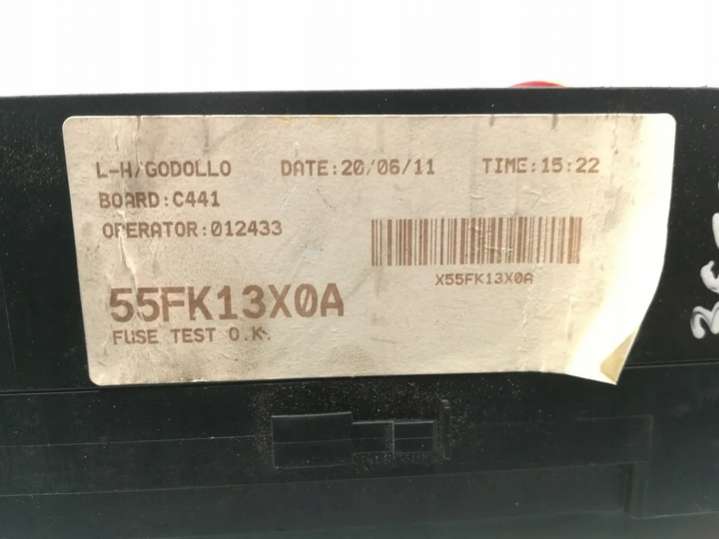 L-H/GODOLLO DATE:20/06/11 TIME:15:22
BOARD:C441
OPERATOR:012433
X55FK13X0A
55FK13X0A
FUSE TEST O.K.